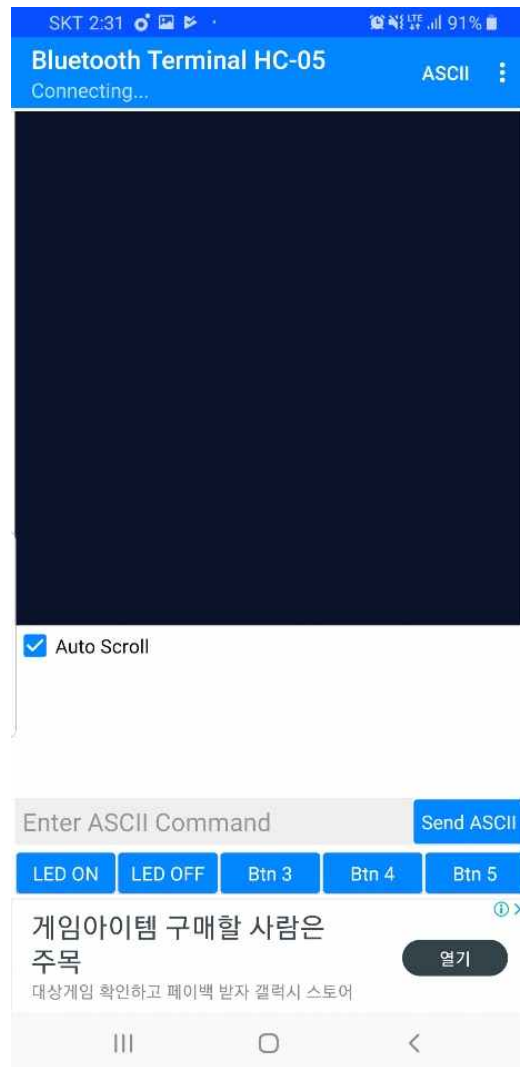 SKT 2:31 LTE 91%
Bluetooth Terminal HC-05
Connecting...
ASCII
Auto Scroll
Enter ASCII Command
Send ASCII
LED ON LED OFF Btn 3 Btn 4 Btn 5
게임아이템 구매할 사람은
주목
대상게임 확인하고 페이백 받자 갤럭시 스토어
열기